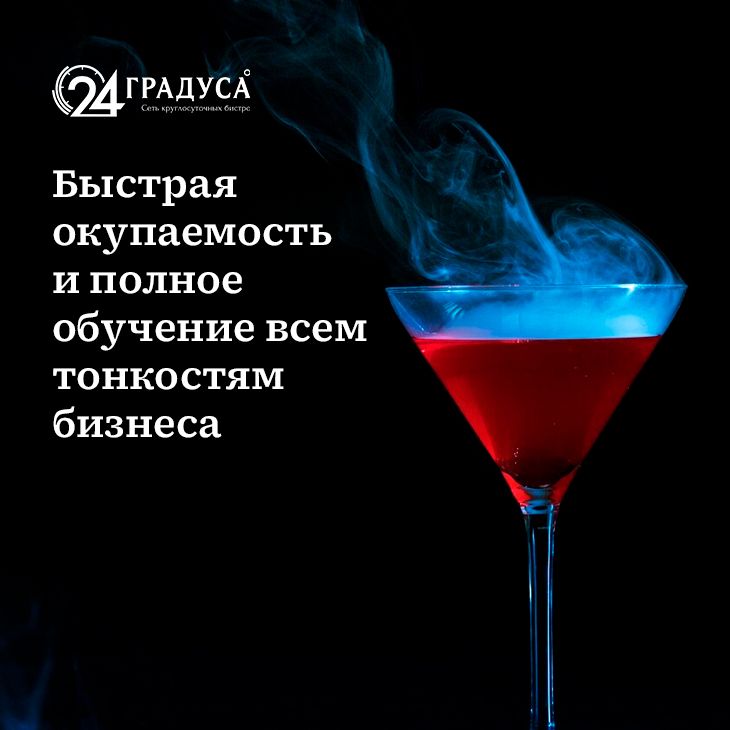 24 ГРАДУСА°
Сеть круглосуточных бистро
Быстрая
окупаемость
и полное
обучение всем
тонкостям
бизнеса